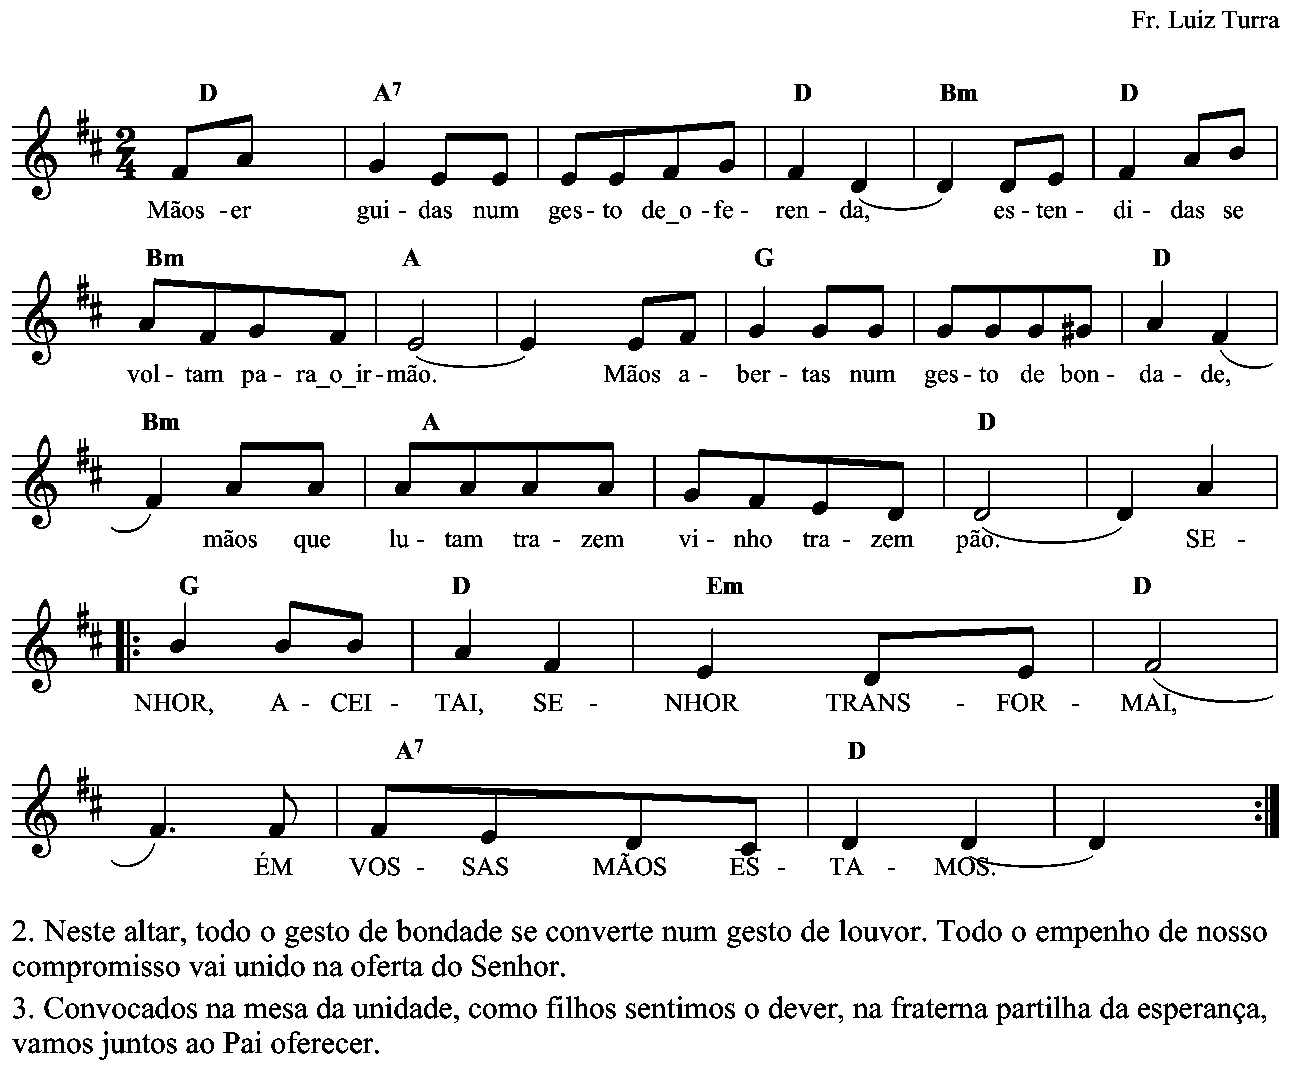 Fr. Luiz Turra
D A7 D Bm D
2
4
Mãos -er gui - das num ges- to de_o -fe- ren- da, es - ten- di- das se
Bm A G D
vol- tam pa - ra_o_ir-mão. Mãos a - ber- tas num ges- to de bon- da- de,
Bm A D
mãos que lu- tam tra- zem vi- nho tra- zem pão. SE -
G D Em D
NHOR, A - CEI - TAI, SE - NHOR TRANS - FOR - MAI,
A7 D
ÉM VOS - SAS MÃOS ES - TA - MOS.
2. Neste altar, todo o gesto de bondade se converte num gesto de louvor. Todo o empenho de nosso
compromisso vai unido na oferta do Senhor.
3. Convocados na mesa da unidade, como filhos sentimos o dever, na fraterna partilha da esperança,
vamos juntos ao Pai oferecer.